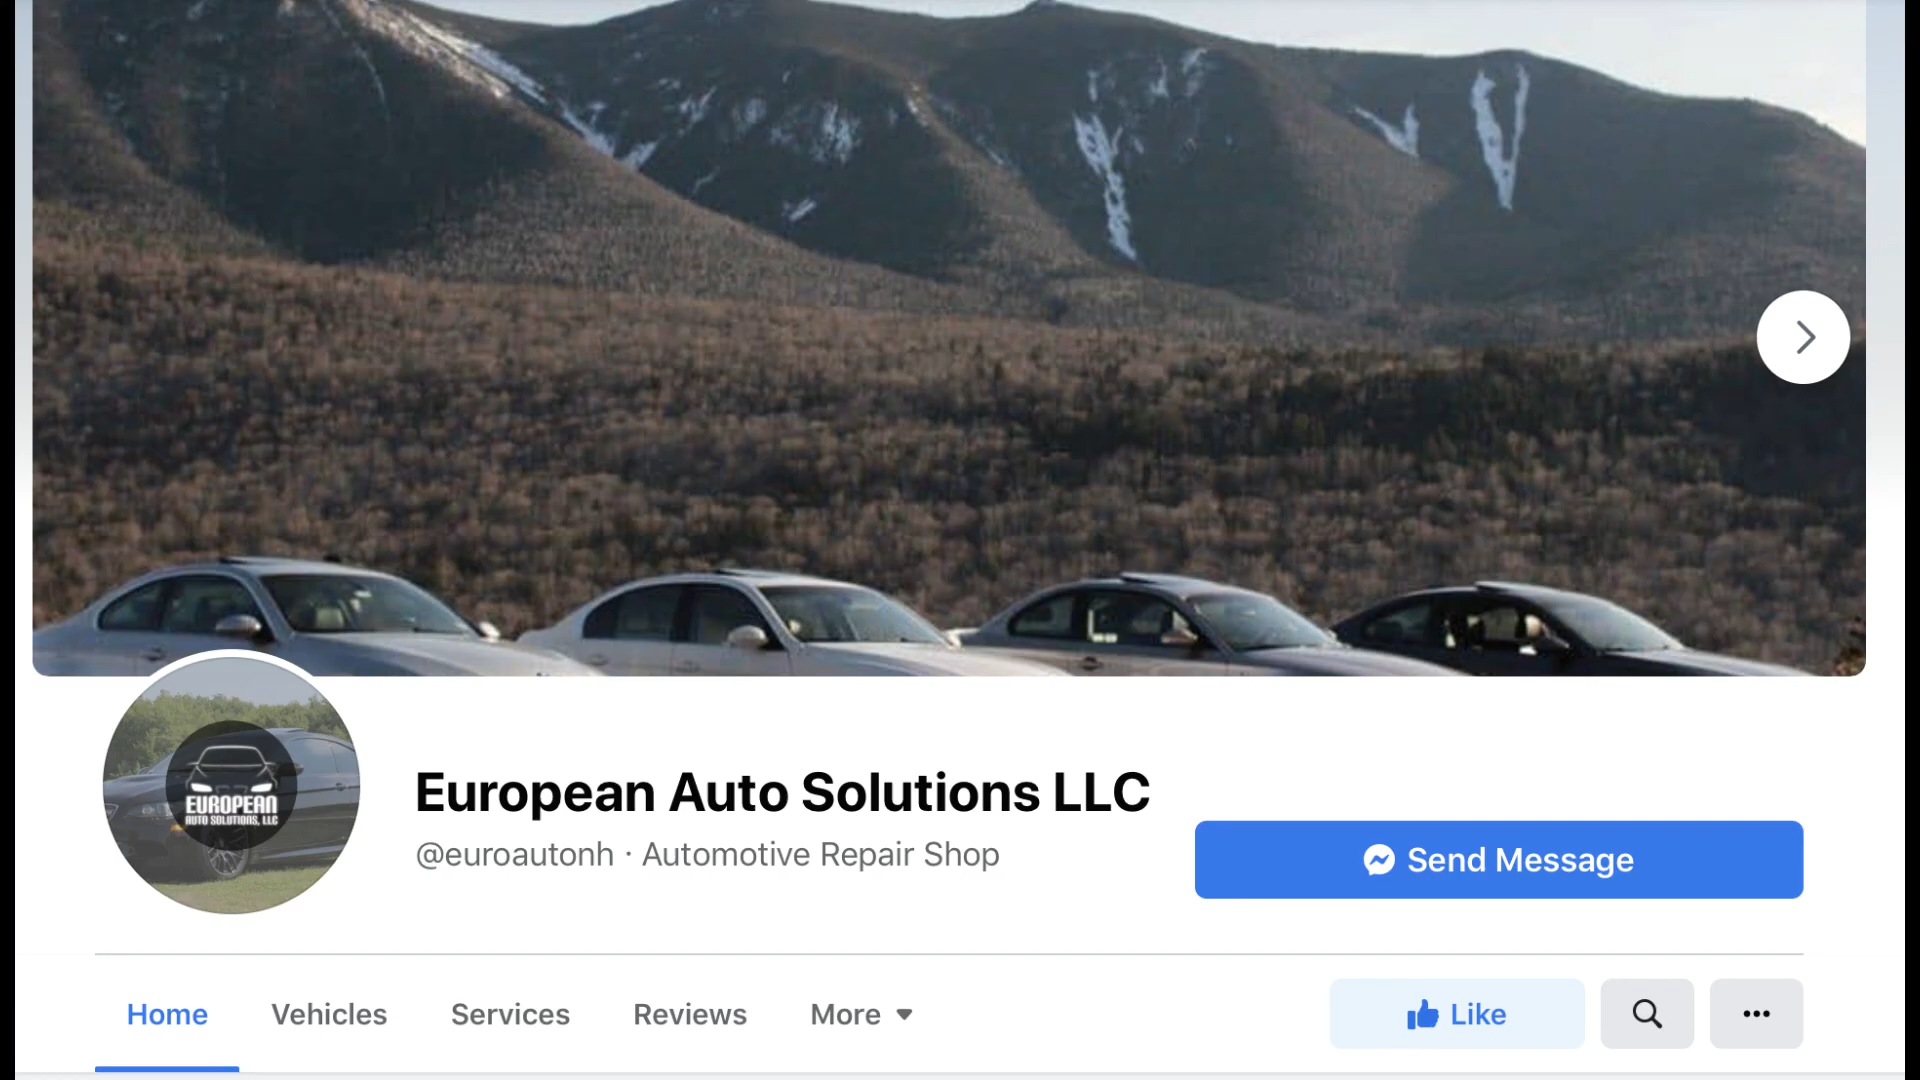 EUROPEAN
AUTO SOLUTIONS, LLC
European Auto Solutions LLC
@euroautonh · Automotive Repair Shop
Send Message
Home
Vehicles
Services
Reviews
More
Like